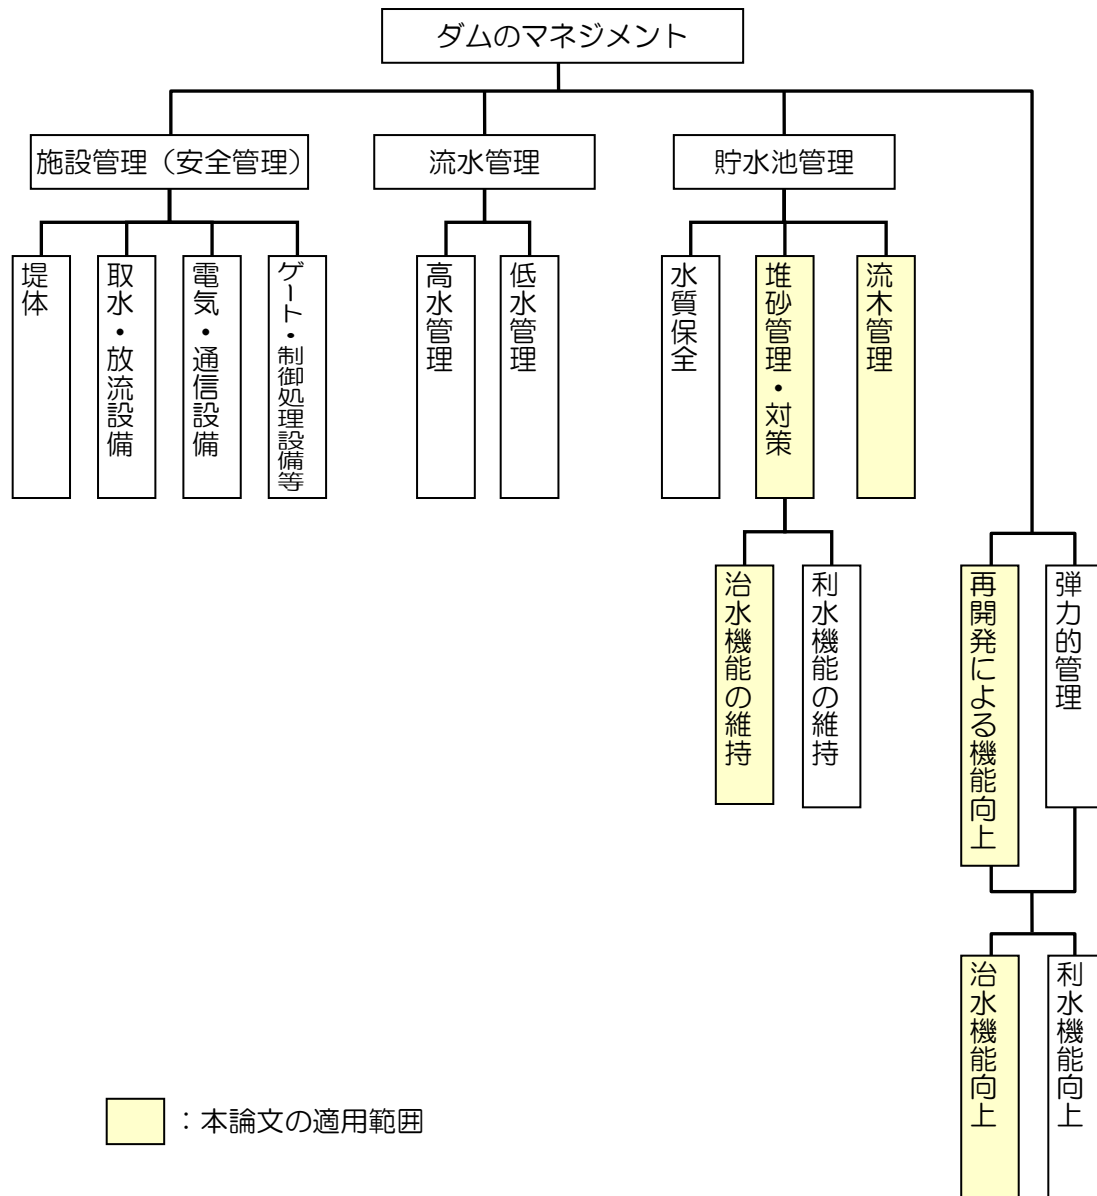 ダムのマネジメント
施設管理（安全管理）
流水管理
貯水池管理
堤体
取水・放流設備
電気・通信設備
ゲート・制御処理設備等
高水管理
低水管理
水質保全
堆砂管理・対策
流木管理
治水機能の維持
利水機能の維持
再開発による機能向上
弾力的管理
治水機能向上
利水機能向上
：本論文の適用範囲